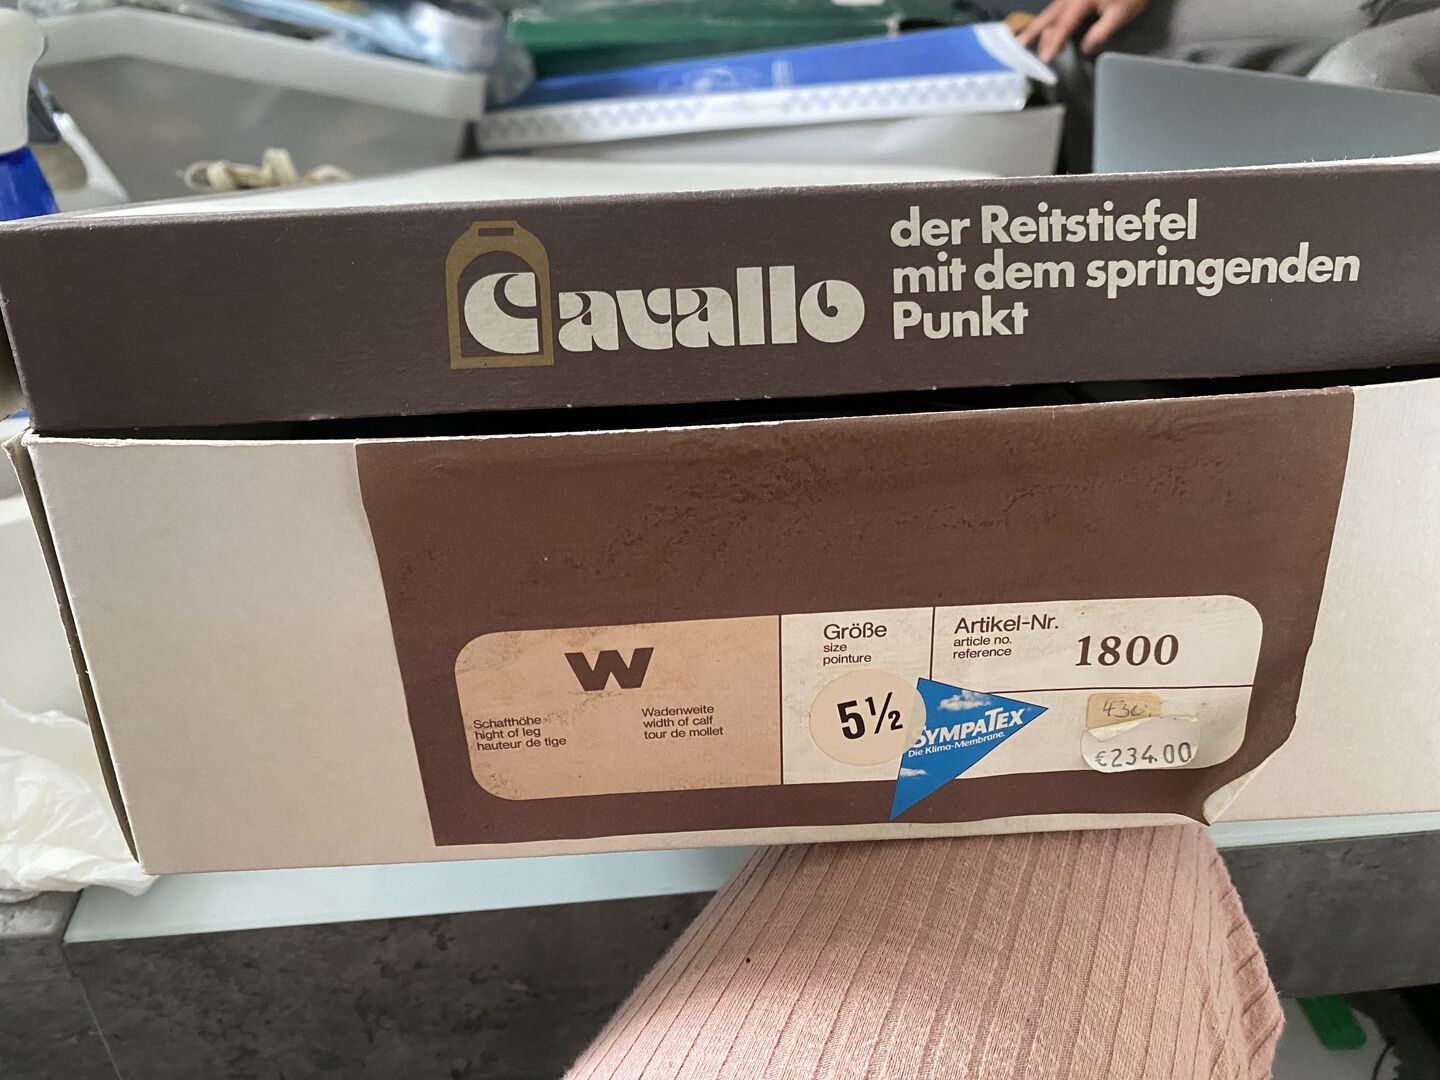 Cavallo
der Reitstiefel
mit dem springenden
Punkt
W
Schafthöhe
hight of leg
hauteur de tige
Wadenweite
width of calf
tour de mollet
Größe
size
pointure
5½
Artikel-Nr.
article no.
reference
1800
SYMPATEX
Die Klima-Membrane.
€234.00